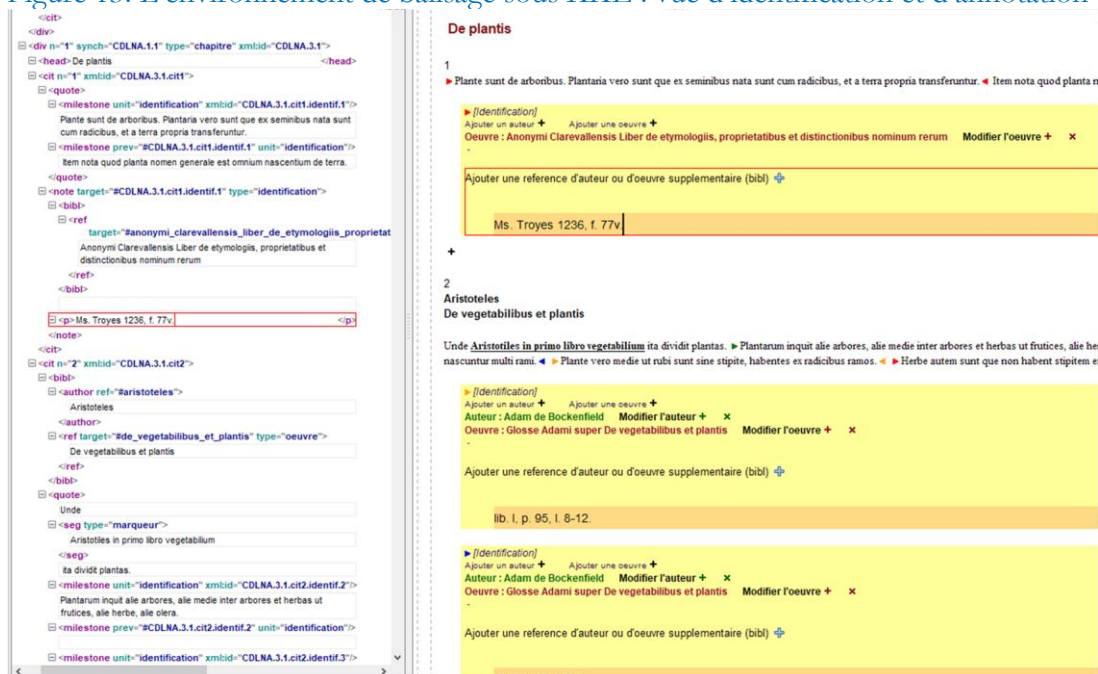 Figure L'environnement de balisage sous XXE : vue d'identification et d'annotation
</cit>
</div>
<div n="1" synch="CDLNA.1.1" type="chapitre" xml:id="CDLNA.3.1">
<head> De plantis </head>
<cit n="1" xml:id="CDLNA.3.1.cit1">
<quote>
<milestone unit="identification" xml:id="CDLNA.3.1.cit1.identif.1"/>
Plante sunt de arboribus. Plantaria vero sunt que ex seminibus nata sunt
cum radicibus, et a terra propria transferuntur.
<milestone prev="#CDLNA.3.1.cit1.identif.1" unit="identification"/>
Item nota quod planta nomen generale est omnium nascentium de terra.
</quote>
<note target="#CDLNA.3.1.cit1.identif.1" type="identification">
<bibl>
<ref
target="#anonymi_clarevallensis_liber_de_etymologiis_proprietat
Anonymi Clarevallensis Liber de etymologiis, proprietatibus et
distinctionibus nominum rerum
</ref>
</bibl>
<p> Ms. Troyes 1236, f. 77v. </p>
</note>
</cit>
<cit n="2" xml:id="CDLNA.3.1.cit2">
<bibl>
<author ref="#aristoteles">
Aristoteles
</author>
<ref target="#de_vegetabilibus_et_plantis" type="oeuvre">
De vegetabilibus et plantis
</ref>
</bibl>
<quote>
Unde
<seg type="marqueur">
Aristotiles in primo libro vegetabilium
</seg>
ita dividit plantas.
<milestone unit="identification" xml:id="CDLNA.3.1.cit2.identif.2"/>
Plantarum inquit alie arbores, alie medie inter arbores et herbas ut
frutices, alie herbe, alie olera.
<milestone prev="#CDLNA.3.1.cit2.identif.2" unit="identification"/>
<milestone unit="identification" xml:id="CDLNA.3.1.cit2.identif.3"/>
De plantis
1
►Plante sunt de arboribus. Plantaria vero sunt que ex seminibus nata sunt cum radicibus, et a terra propria transferuntur. ◄ Item nota quod planta n
► [Identification]
Ajouter un auteur + Ajouter une oeuvre +
Oeuvre : Anonymi Clarevallensis Liber de etymologiis, proprietatibus et distinctionibus nominum rerum Modifier l'oeuvre + ×
-
Ajouter une reference d'auteur ou d'oeuvre supplementaire (bibl)
Ms. Troyes 1236, f. 77v.
+
2
Aristoteles
De vegetabilibus et plantis
Unde Aristotiles in primo libro vegetabilium ita dividit plantas. ►Plantarum inquit alie arbores, alie medie inter arbores et herbas ut frutices, alie he
nascuntur multi rami. ◄ ►Plante vero medie ut rubi sunt sine stipite, habentes ex radicibus ramos. ◄ ►Herbe autem sunt que non habent stipitem e
► [Identification]
Ajouter un auteur + Ajouter une oeuvre +
Auteur : Adam de Bockenfield Modifier l'auteur + ×
Oeuvre : Glosse Adami super De vegetabilibus et plantis Modifier l'oeuvre + ×
-
Ajouter une reference d'auteur ou d'oeuvre supplementaire (bibl)
lib. I, p. 95, l. 8-12.
► [Identification]
Ajouter un auteur + Ajouter une oeuvre +
Auteur : Adam de Bockenfield Modifier l'auteur + ×
Oeuvre : Glosse Adami super De vegetabilibus et plantis Modifier l'oeuvre + ×
-
Ajouter une reference d'auteur ou d'oeuvre supplementaire (bibl)